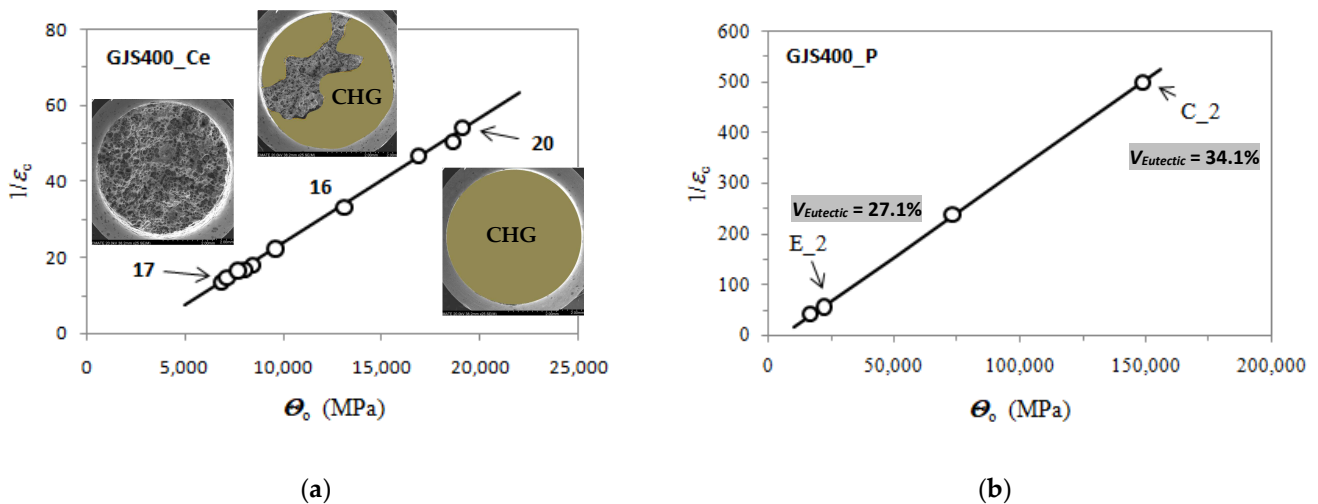 GJS400_Ce
80
60
40
20
0
1/εc
CHG
20
16
CHG
17
0 5,000 10,000 15,000 20,000 25,000
Θo (MPa)
(a)
GJS400_P
600
500
400
300
200
100
0
1/εc
C_2
VEutectic = 34.1%
VEutectic = 27.1%
E_2
0 50,000 100,000 150,000 200,000
Θo (MPa)
(b)